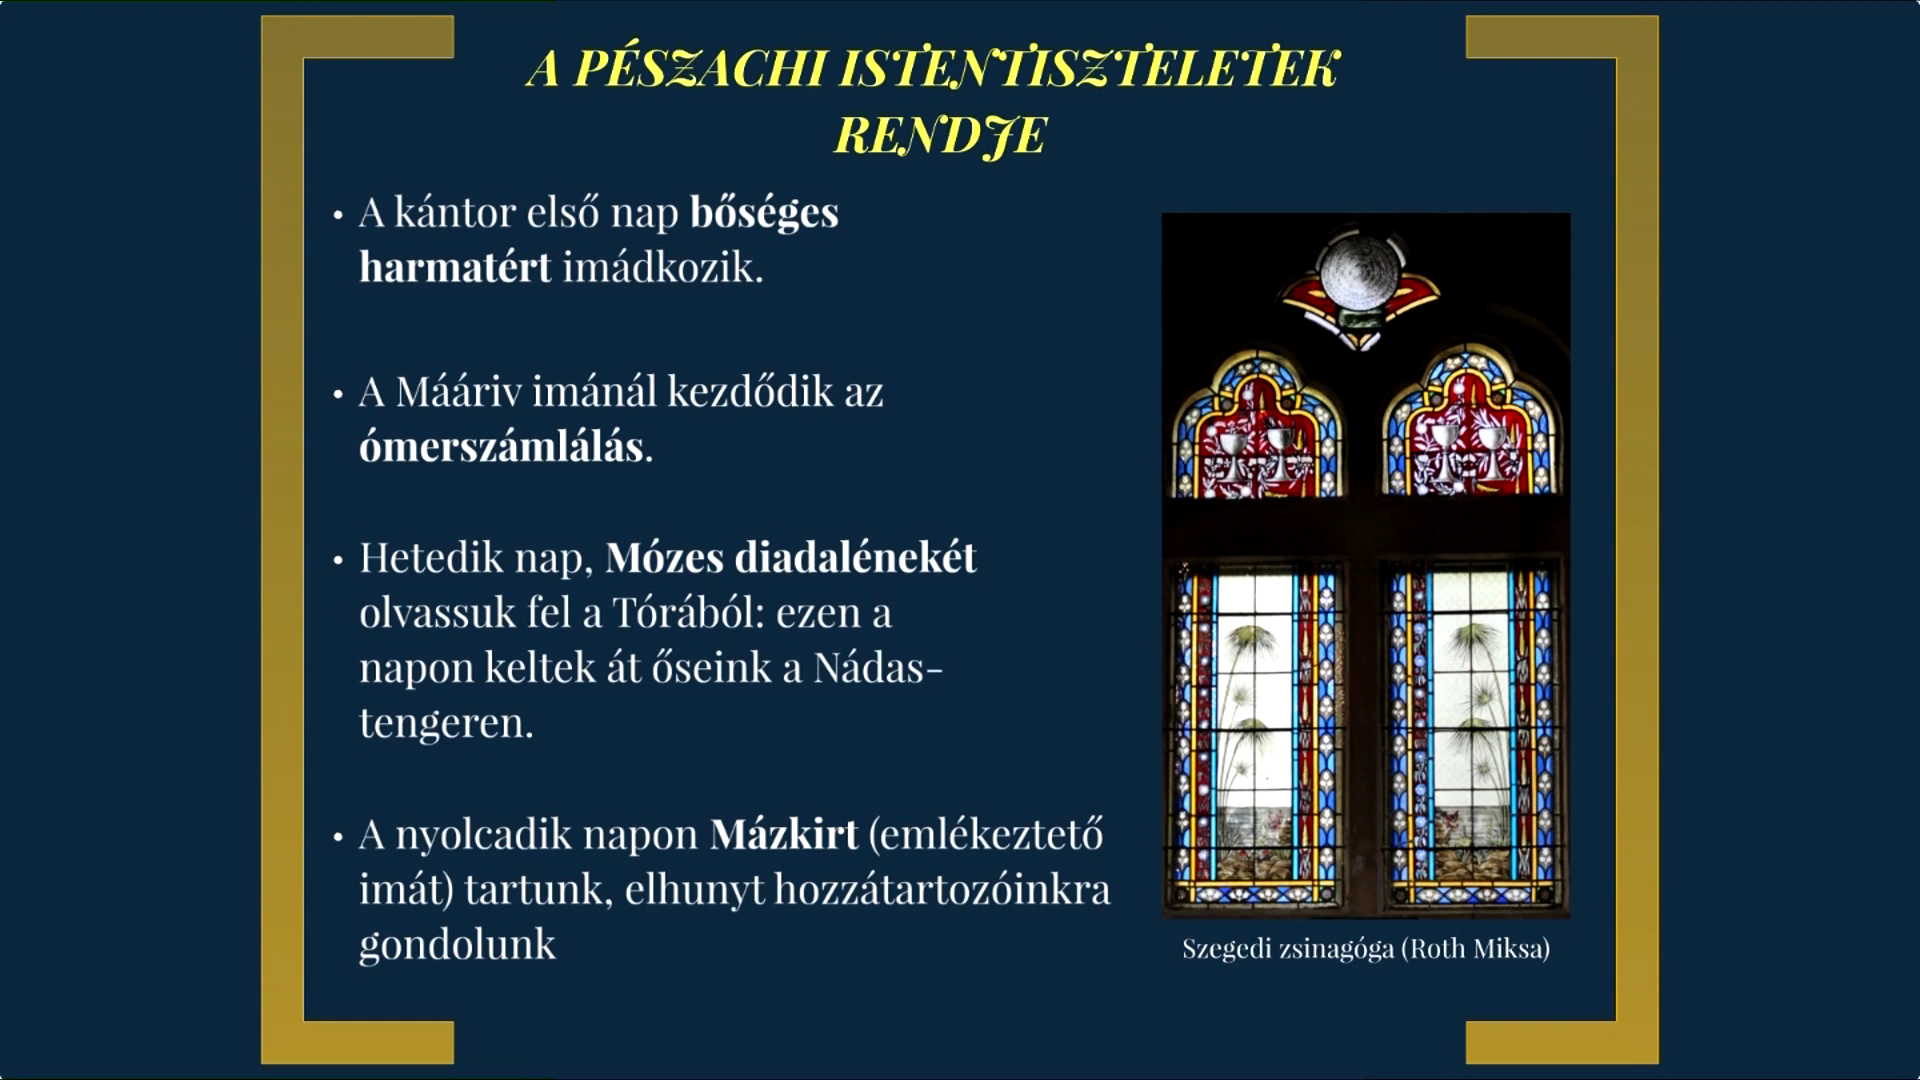 A PÉSZACHI ISTENTISZTELETEK
RENDJE
• A kántor első nap bőséges
harmatért imádkozik.
• A Mááriv imánál kezdődik az
ómerszámlálás.
• Hetedik nap, Mózes diadalénekét
olvassuk fel a Tórából: ezen a
napon keltek át őseink a Nádas-
tengeren.
• A nyolcadik napon Mázkirt (emlékeztető
imát) tartunk, elhunyt hozzátartozóinkra
gondolunk
Szegedi zsinagóga (Roth Miksa)